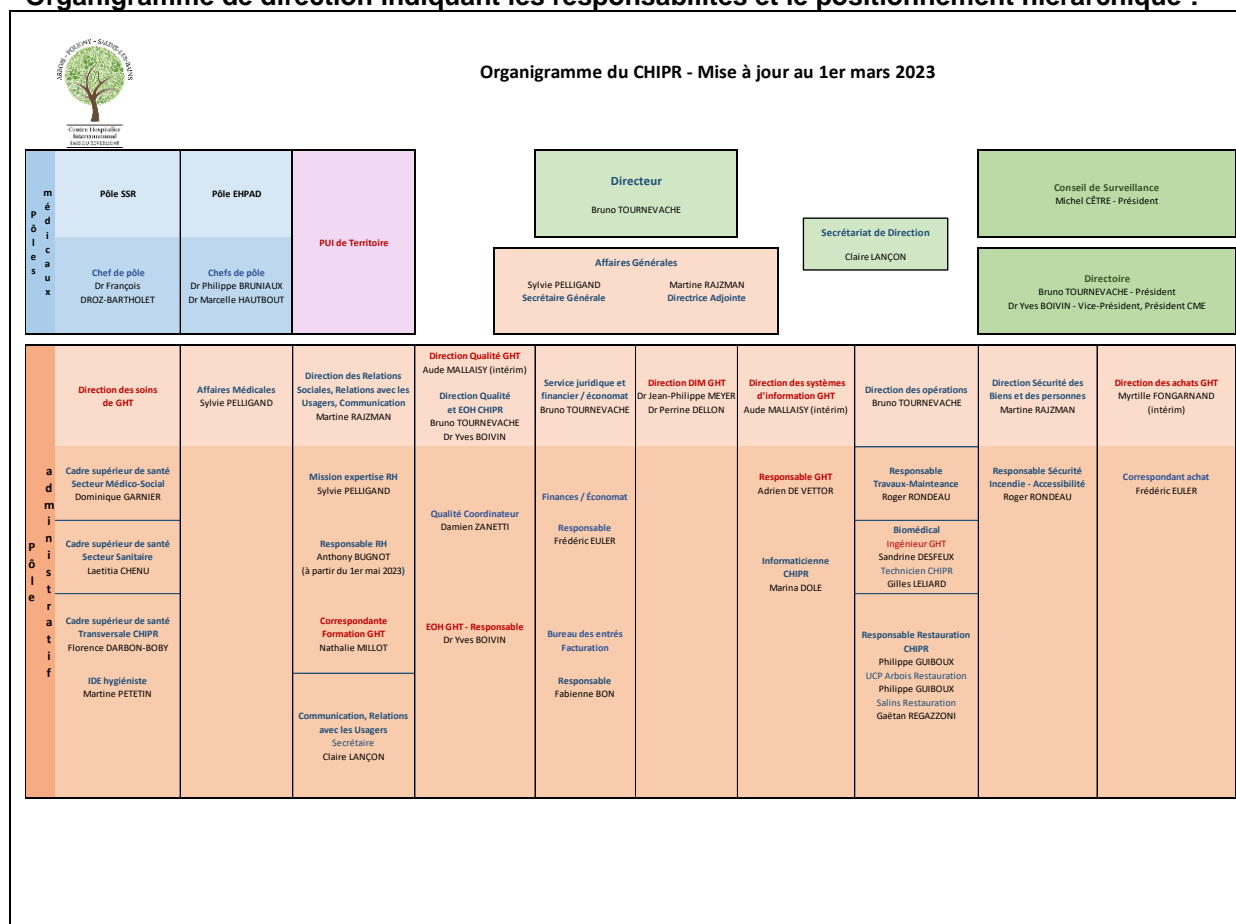 Organigramme de direction indiquant les responsabilités et le positionnement hiérarchique :
ARBOIS - POLIGNY - SALINS-LES-BAINS
Organigramme du CHIPR - Mise à jour au 1er mars 2023
Centre Hospitalier
Intercommunal
PAYS DU REVERMONT
Pôles médicaux
Pôle SSR
Chef de pôle
Dr François
DROZ-BARTHOLET
Pôle EHPAD
Chefs de pôle
Dr Philippe BRUNIAUX
Dr Marcelle HAUTBOUT
PUI de Territoire
Directeur
Bruno TOURNEVACHE
Affaires Générales
Sylvie PELLIGAND
Secrétaire Générale
Martine RAJZMAN
Directrice Adjointe
Secrétariat de Direction
Claire LANÇON
Conseil de Surveillance
Michel CÊTRE - Président
Directoire
Bruno TOURNEVACHE - Président
Dr Yves BOIVIN - Vice-Président, Président CME
Pôle administratif
Direction des soins
de GHT
Cadre supérieur de santé
Secteur Médico-Social
Dominique GARNIER
Cadre supérieur de santé
Secteur Sanitaire
Laetitia CHENU
Cadre supérieur de santé
Transversale CHIPR
Florence DARBON-BOBY
IDE hygiéniste
Martine PETETIN
Affaires Médicales
Sylvie PELLIGAND
Direction des Relations
Sociales, Relations avec les
Usagers, Communication
Martine RAJZMAN
Mission expertise RH
Sylvie PELLIGAND
Responsable RH
Anthony BUGNOT
(à partir du 1er mai 2023)
Correspondante
Formation GHT
Nathalie MILLOT
Communication, Relations
avec les Usagers
Secrétaire
Claire LANÇON
Direction Qualité GHT
Aude MALLAISY (intérim)
Direction Qualité
et EOH CHIPR
Bruno TOURNEVACHE
Dr Yves BOIVIN
Qualité Coordinateur
Damien ZANETTI
EOH GHT - Responsable
Dr Yves BOIVIN
Service juridique et
financier / économat
Bruno TOURNEVACHE
Finances / Économat
Responsable
Frédéric EULER
Bureau des entrés
Facturation
Responsable
Fabienne BON
Direction DIM GHT
Dr Jean-Philippe MEYER
Dr Perrine DELLON
Direction des systèmes
d'information GHT
Aude MALLAISY (intérim)
Responsable GHT
Adrien DE VETTOR
Informaticienne
CHIPR
Marina DOLE
Direction des opérations
Bruno TOURNEVACHE
Responsable
Travaux-Mainteance
Roger RONDEAU
Biomédical
Ingénieur GHT
Sandrine DESFEUX
Technicien CHIPR
Gilles LELIARD
Responsable Restauration
CHIPR
Philippe GUIBOUX
UCP Arbois Restauration
Philippe GUIBOUX
Salins Restauration
Gaëtan REGAZZONI
Direction Sécurité des
Biens et des personnes
Martine RAJZMAN
Responsable Sécurité
Incendie - Accessibilité
Roger RONDEAU
Direction des achats GHT
Myrtille FONGARNAND
(intérim)
Correspondant achat
Frédéric EULER